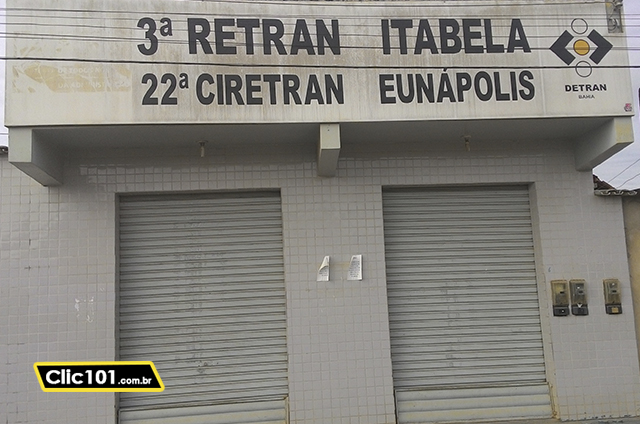 3ª RETRAN ITABELA
22ª CIRETRAN EUNÁPOLIS
DETRAN
BAHIA
Clic101.com.br